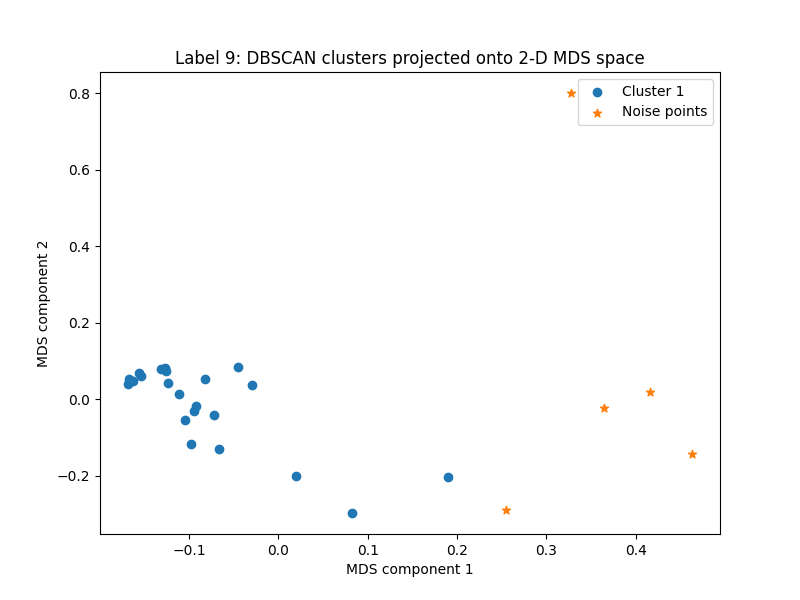 Label 9: DBSCAN clusters projected onto 2-D MDS space
Cluster 1
Noise points
0.8
0.6
0.4
0.2
0.0
−0.2
MDS component 2
−0.1
0.0
0.1
0.2
0.3
0.4
MDS component 1